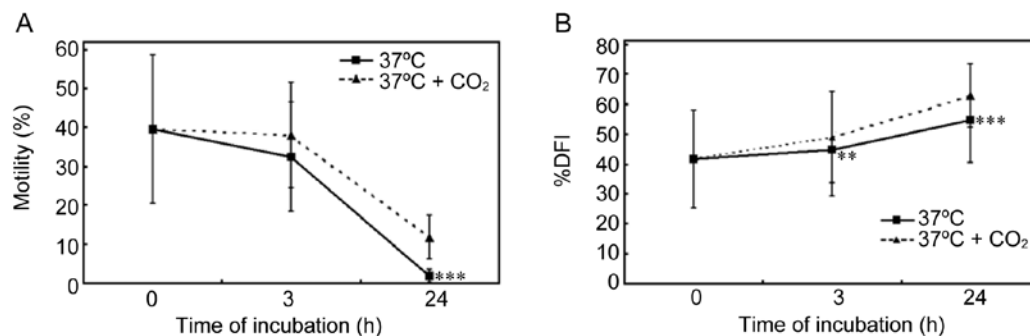 A
Motility (%)
60
50
40
30
20
10
0
37ºC
37ºC + CO₂
***
0 3 24
Time of incubation (h)
B
%DFI
80
70
60
50
40
30
20
10
0
***
**
37ºC
37ºC + CO₂
0 3 24
Time of incubation (h)